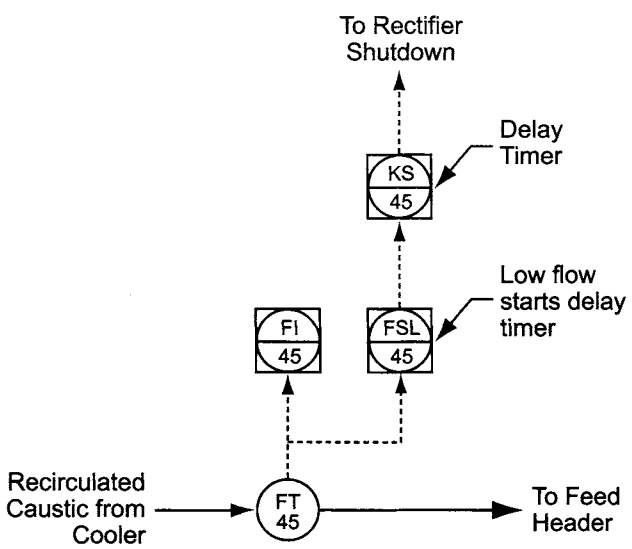 To Rectifier
Shutdown
Delay
Timer
KS
45
Low flow
starts delay
timer
FI
45
FSL
45
Recirculated
Caustic from
Cooler
FT
45
To Feed
Header